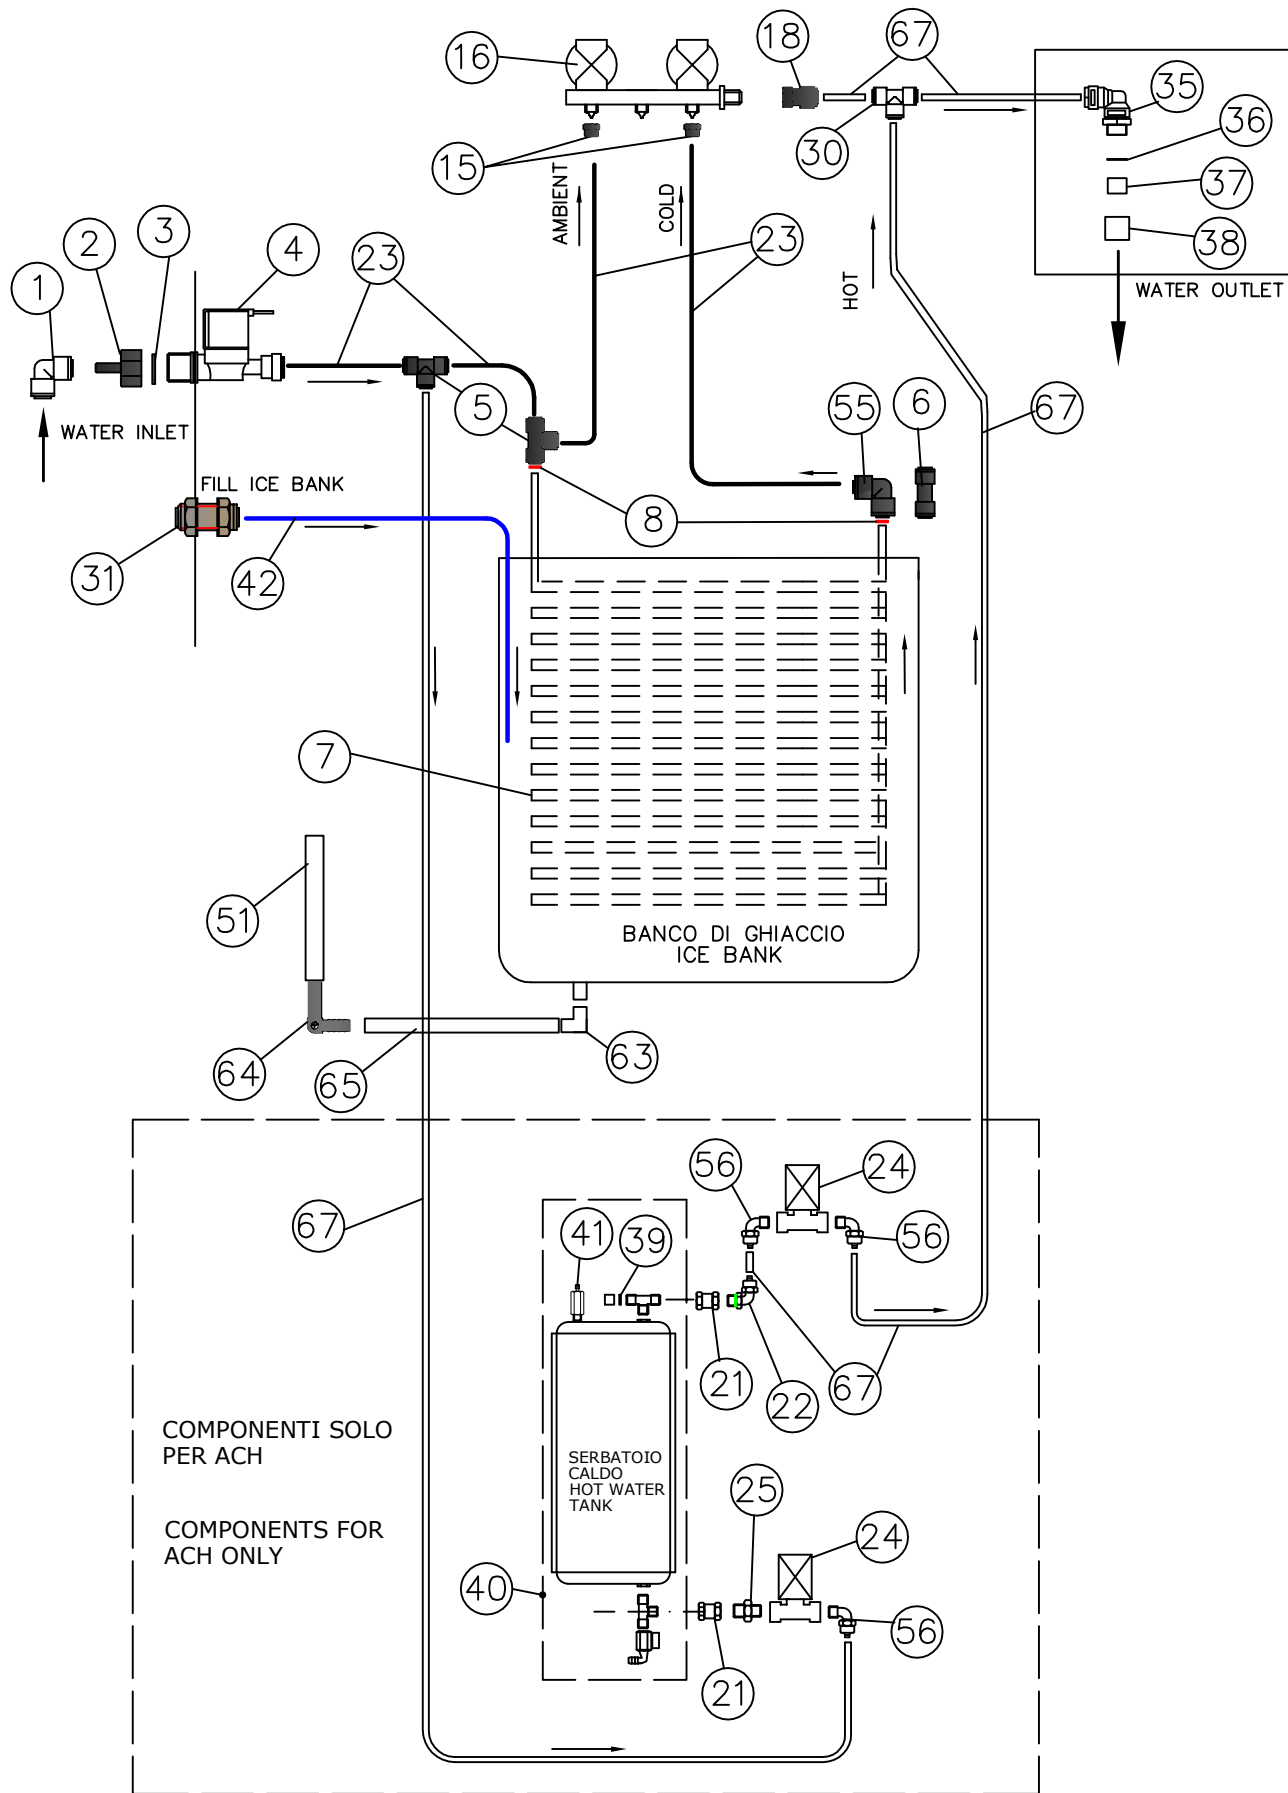 16
18
67
35
36
15
30
37
AMBIENT
COLD
38
2
3
4
23
23
HOT
1
WATER OUTLET
5
55
6
67
WATER INLET
FILL ICE BANK
8
31
42
7
51
BANCO DI GHIACCIO
ICE BANK
64
65
63
56
24
67
41
39
56
21
22
67
COMPONENTI SOLO
PER ACH
SERBATOIO
CALDO
HOT WATER
TANK
25
COMPONENTS FOR
ACH ONLY
24
40
56
21